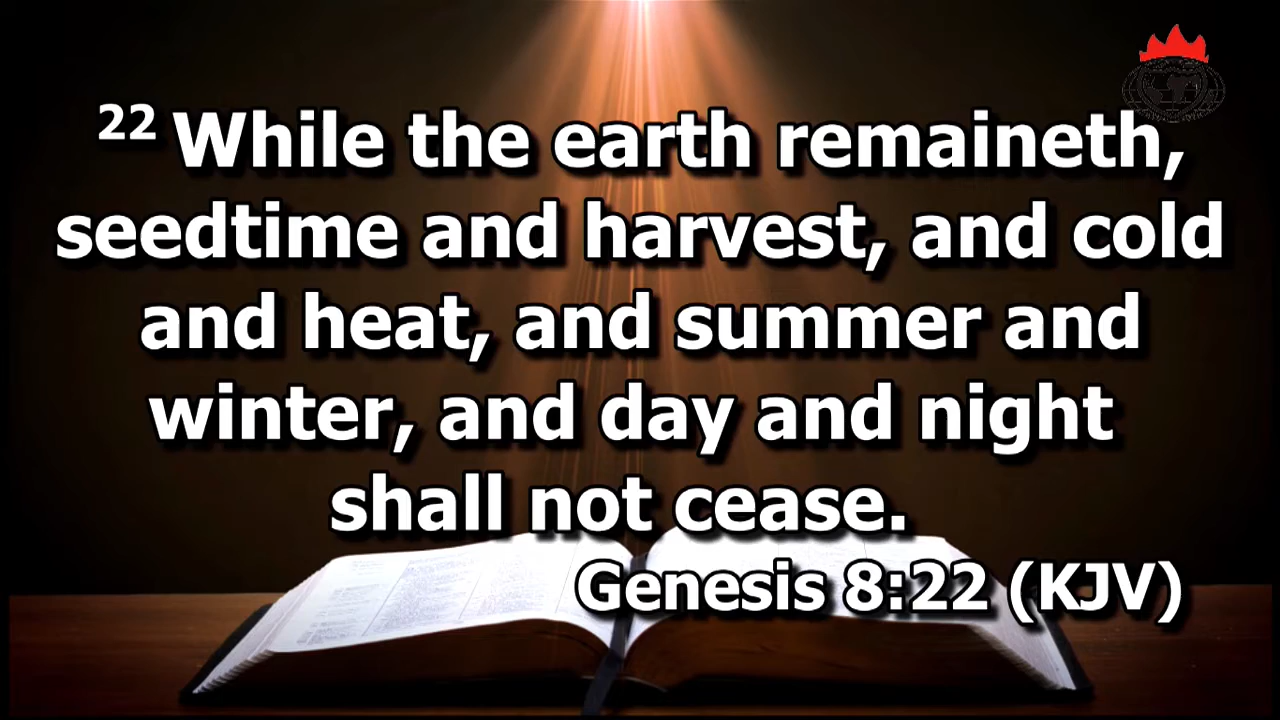 22 While the earth remaineth,
seedtime and harvest, and cold
and heat, and summer and
winter, and day and night
shall not cease.
Genesis 8:22 (KJV)